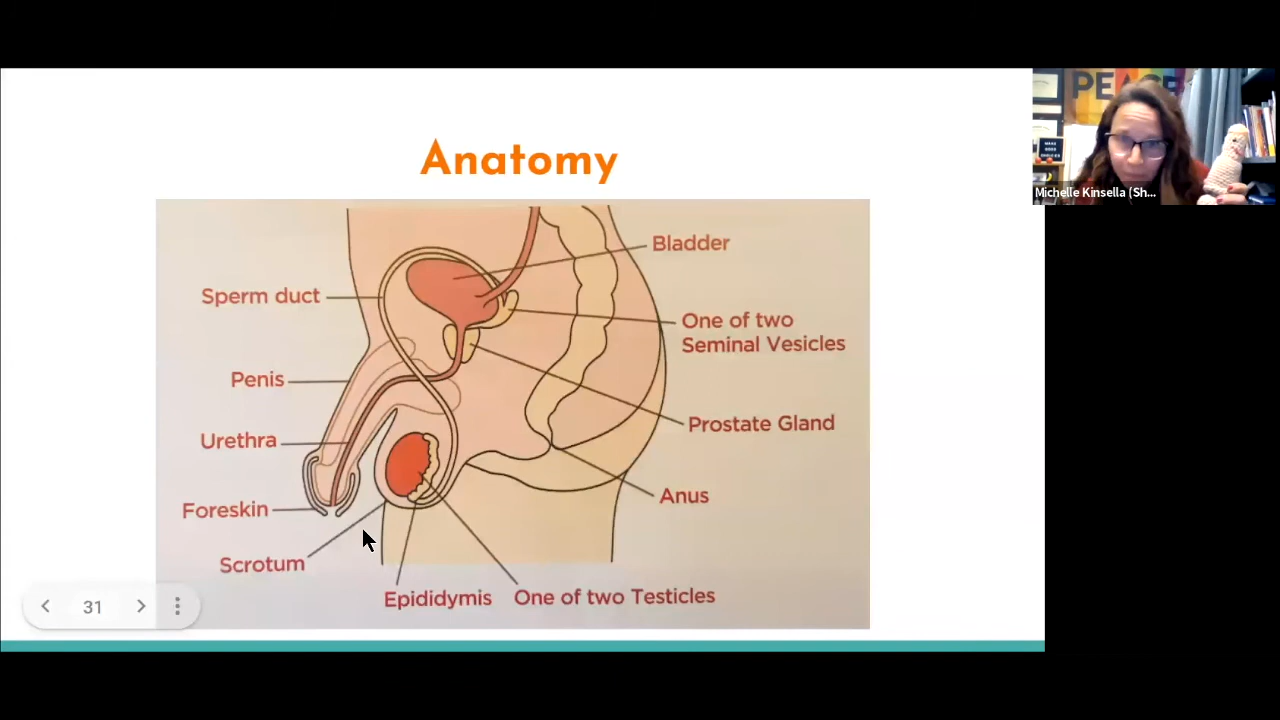 Anatomy
Bladder
Sperm duct
One of two
Seminal Vesicles
Penis
Prostate Gland
Urethra
Anus
Foreskin
Scrotum
Epididymis
One of two Testicles
31
PEACE
Michelle Kinsella (Sh...